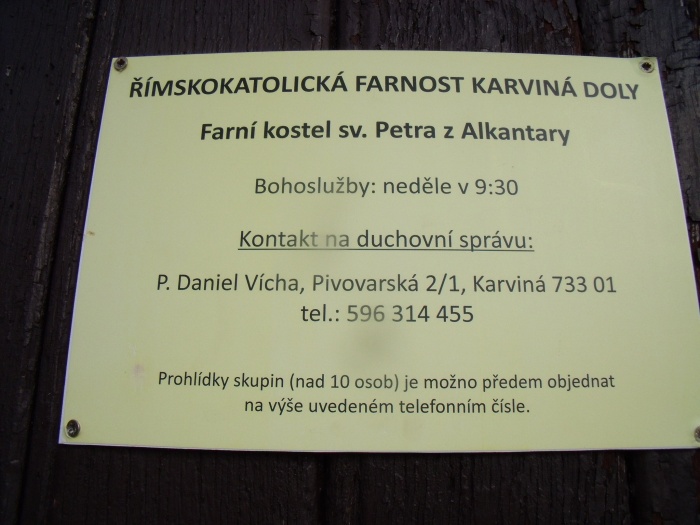 ŘÍMSKOKATOLICKÁ FARNOST KARVINÁ DOLY
Farní kostel sv. Petra z Alkantary
Bohoslužby: neděle v 9:30
Kontakt na duchovní správu:
P. Daniel Vícha, Pivovarská 2/1, Karviná 733 01
tel.: 596 314 455
Prohlídky skupin (nad 10 osob) je možno předem objednat
na výše uvedeném telefonním čísle.